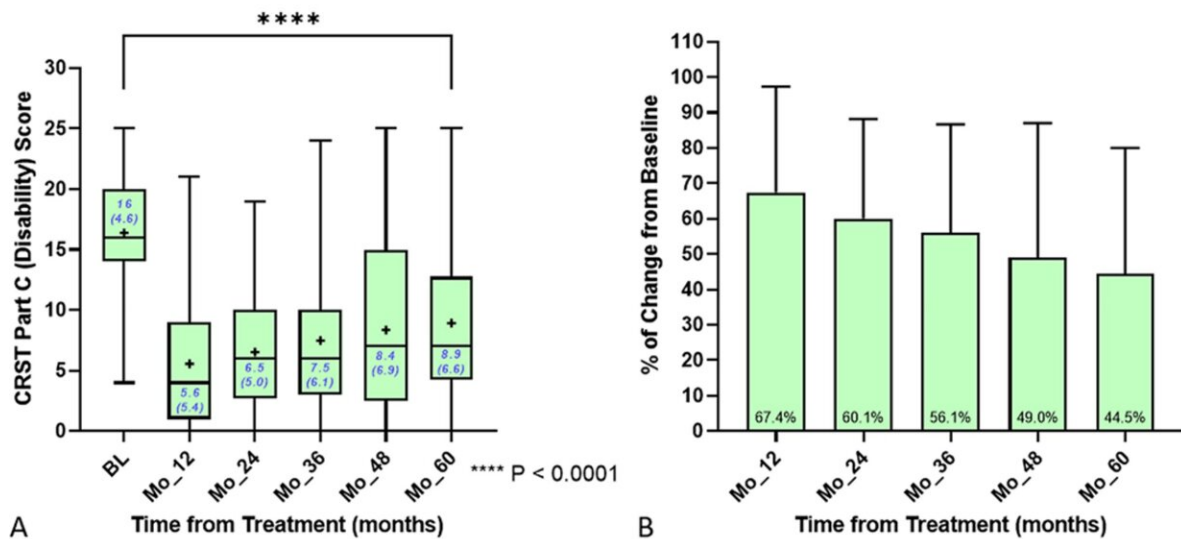 ****
CRST Part C (Disability) Score
30
25
20
15
10
5
0
16
(4.6)
5.6
(5.4)
6.5
(5.0)
7.5
(6.1)
8.4
(6.9)
8.9
(6.6)
BL
Mo_12
Mo_24
Mo_36
Mo_48
Mo_60
**** P < 0.0001
A
Time from Treatment (months)
% of Change from Baseline
110
100
90
80
70
60
50
40
30
20
10
0
67.4%
60.1%
56.1%
49.0%
44.5%
Mo_12
Mo_24
Mo_36
Mo_48
Mo_60
B
Time from Treatment (months)